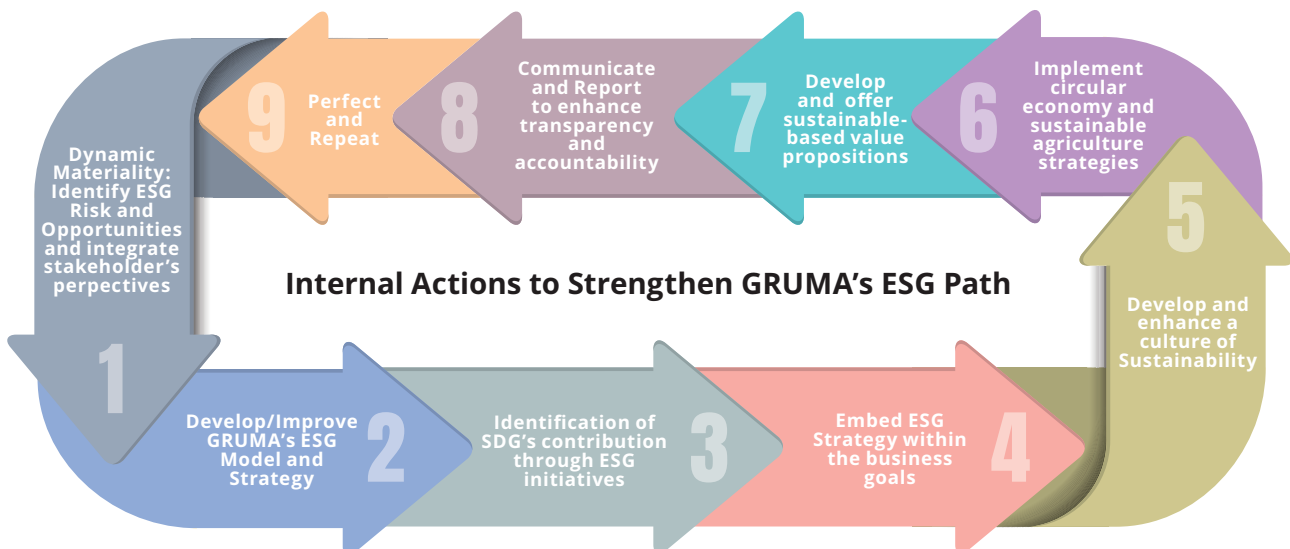 Internal Actions to Strengthen GRUMA’s ESG Path
Dynamic
Materiality:
Identify ESG
Risk and
Opportunities
and integrate
stakeholder’s
perpectives
1
Develop/Improve
GRUMA’s ESG
Model and
Strategy
2
Identification of
SDG’s contribution
through ESG
initiatives
3
Embed ESG
Strategy within
the business
goals
4
5
Develop and
enhance a
culture of
Sustainability
6
Implement
circular
economy and
sustainable
agriculture
strategies
7
Develop
and offer
sustainable-
based value
propositions
8
Communicate
and Report
to enhance
transparency
and
accountability
9
Perfect
and
Repeat